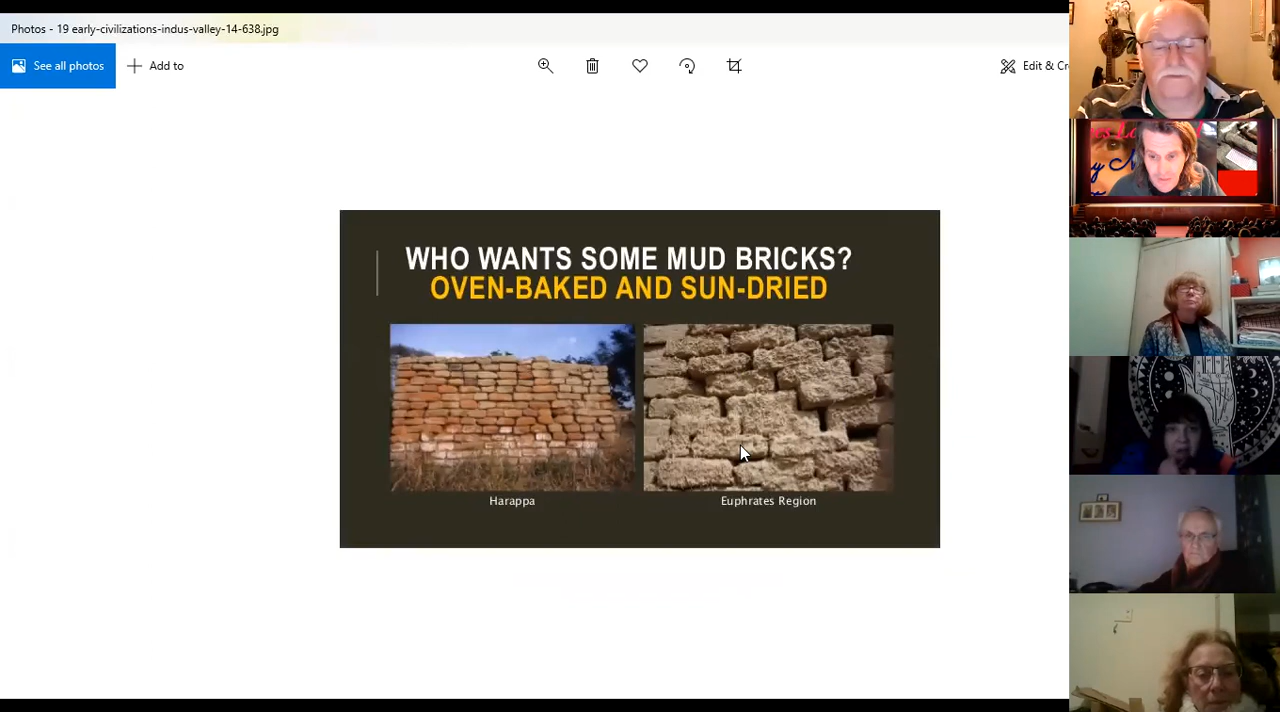 Photos - 19 early-civilizations-indus-valley-14-638.jpg
See all photos
Add to
Edit & Cr
WHO WANTS SOME MUD BRICKS?
OVEN-BAKED AND SUN-DRIED
Harappa
Euphrates Region